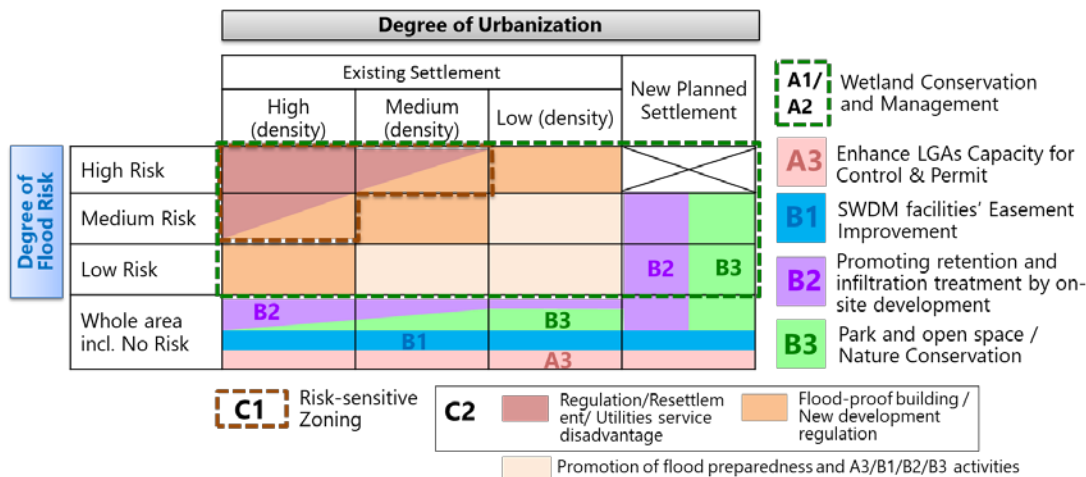 Degree of Urbanization
Existing Settlement
New Planned
Settlement
High
(density)
Medium
(density)
Low (density)
Degree of
Flood Risk
High Risk
Medium Risk
Low Risk
B2
B3
Whole area
incl. No Risk
B2
B3
B1
A3
A1/
A2
Wetland Conservation
and Management
A3
Enhance LGAs Capacity for
Control & Permit
B1
SWDM facilities' Easement
Improvement
B2
Promoting retention and
infiltration treatment by on-
site development
B3
Park and open space /
Nature Conservation
C1
Risk-sensitive
Zoning
C2
Regulation/Resettlem
ent/ Utilities service
disadvantage
Flood-proof building /
New development
regulation
Promotion of flood preparedness and A3/B1/B2/B3 activities